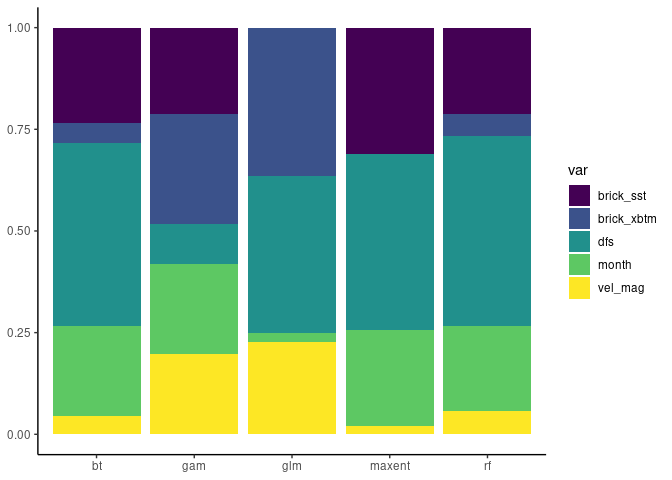 1.00
0.75
0.50
0.25
0.00
bt gam glm maxent rf
var
brick_sst
brick_xbtm
dfs
month
vel_mag